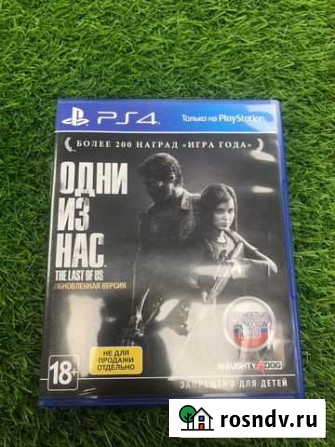 PS4
Только на PlayStation
БОЛЕЕ 200 НАГРАД «ИГРА ГОДА»
ОДНИ
ИЗ
НАС
THE LAST OF US
ОБНОВЛЕННАЯ ВЕРСИЯ
НЕ ДЛЯ
ПРОДАЖИ
ОТДЕЛЬНО
18+
NAUGHTY DOG
ЗАПРЕЩЕНО ДЛЯ ДЕТЕЙ
rosndv.ru